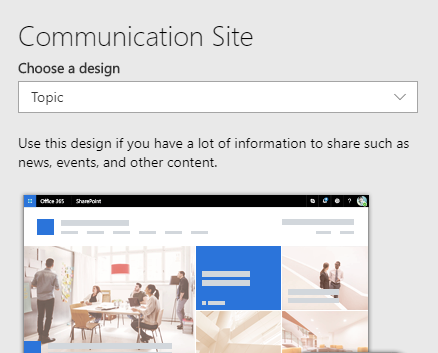 Communication Site
Choose a design
Topic
Use this design if you have a lot of information to share such as
news, events, and other content.
Office 365 SharePoint
?